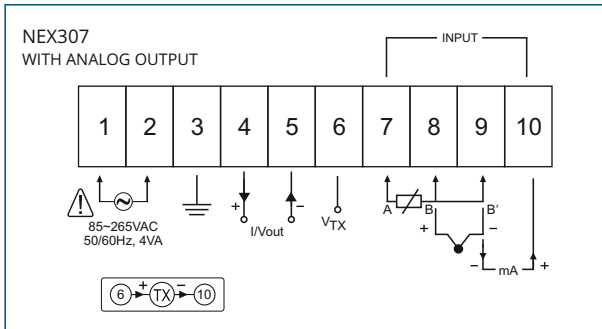 NEX307
WITH ANALOG OUTPUT
INPUT
1 2 3 4 5 6 7 8 9 10
+ I/Vout −
VTX
A B B′
+ −
− mA +
85~265VAC
50/60Hz, 4VA
6 + TX − 10